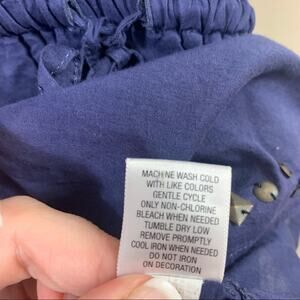 MACHINE WASH COLD
WITH LIKE COLORS
GENTLE CYCLE
ONLY NON-CHLORINE
BLEACH WHEN NEEDED
TUMBLE DRY LOW
REMOVE PROMPTLY
COOL IRON WHEN NEEDED
DO NOT IRON
ON DECORATION